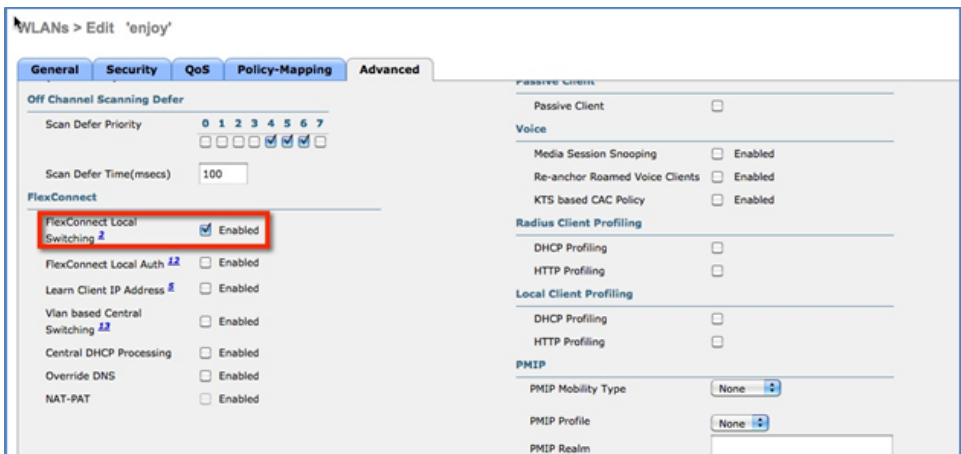 WLANs > Edit 'enjoy'
General Security QoS Policy-Mapping Advanced
Off Channel Scanning Defer
Scan Defer Priority 0 1 2 3 4 5 6 7
Scan Defer Time(msecs) 100
FlexConnect
FlexConnect Local
Switching 2 Enabled
FlexConnect Local Auth 12 Enabled
Learn Client IP Address 5 Enabled
Vlan based Central
Switching 13 Enabled
Central DHCP Processing Enabled
Override DNS Enabled
NAT-PAT Enabled
Passive Client
Passive Client
Voice
Media Session Snooping Enabled
Re-anchor Roamed Voice Clients Enabled
KTS based CAC Policy Enabled
Radius Client Profiling
DHCP Profiling
HTTP Profiling
Local Client Profiling
DHCP Profiling
HTTP Profiling
PMIP
PMIP Mobility Type None
PMIP Profile None
PMIP Realm